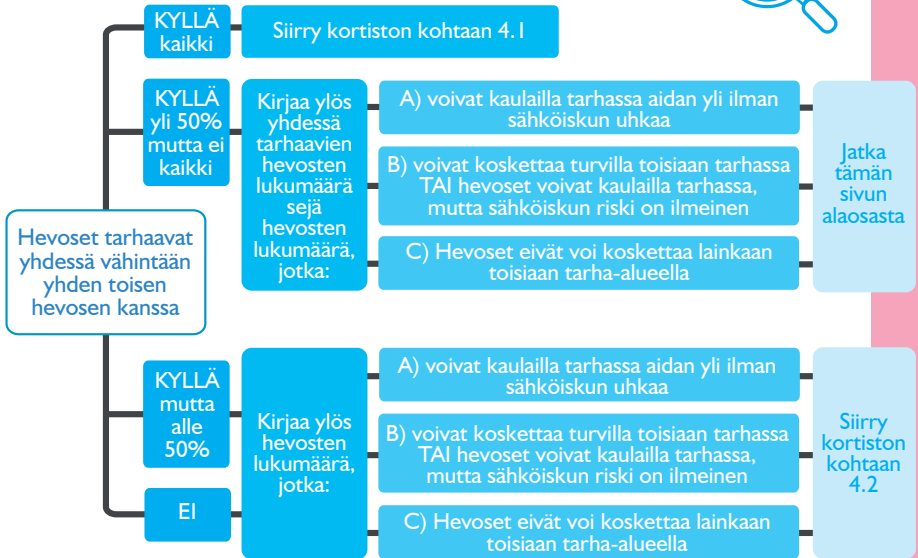 KYLLÄ
kaikki
Siirry kortiston kohtaan 4.1
KYLLÄ
yli 50%
mutta ei
kaikki
Kirjaa ylös
yhdessä
tarhaavien
hevosten
lukumäärä
sejä
hevosten
lukumäärä,
jotka:
A) voivat kaulailla tarhassa aidan yli ilman
sähköiskun uhkaa
B) voivat koskettaa turvilla toisiaan tarhassa
TAI hevoset voivat kaulailla tarhassa,
mutta sähköiskun riski on ilmeinen
C) Hevoset eivät voi koskettaa lainkaan
toisiaan tarha-alueella
Jatka
tämän
sivun
alaosasta
Hevoset tarhaavat
yhdessä vähintään
yhden toisen
hevosen kanssa
KYLLÄ
mutta
alle
50%
EI
Kirjaa ylös
hevosten
lukumäärä,
jotka:
A) voivat kaulailla tarhassa aidan yli ilman
sähköiskun uhkaa
B) voivat koskettaa turvilla toisiaan tarhassa
TAI hevoset voivat kaulailla tarhassa,
mutta sähköiskun riski on ilmeinen
C) Hevoset eivät voi koskettaa lainkaan
toisiaan tarha-alueella
Siirry
kortiston
kohtaan
4.2